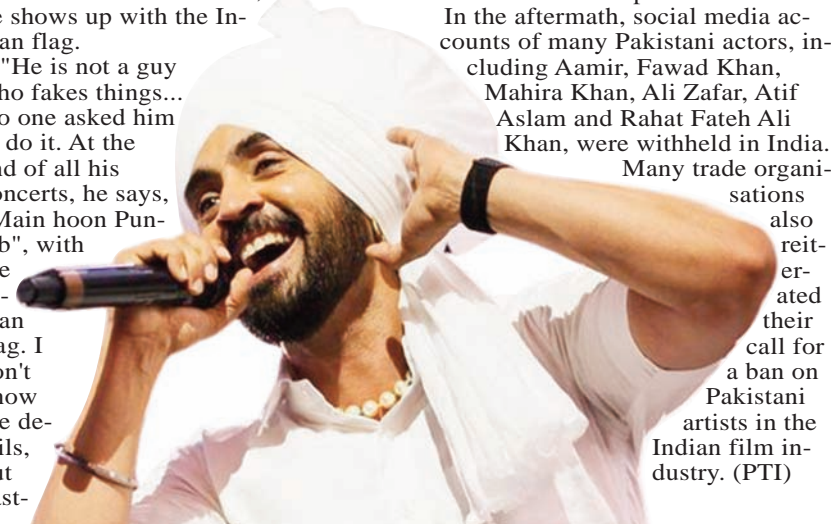 e shows up with the In-
an flag.
"He is not a guy
ho fakes things...
o one asked him
do it. At the
nd of all his
oncerts, he says,
Main hoon Pun-
b", with
e
-
an
ag. I
on't
now
e de-
ils,
ut
st-
In the aftermath, social media ac-
counts of many Pakistani actors, in-
cluding Aamir, Fawad Khan,
Mahira Khan, Ali Zafar, Atif
Aslam and Rahat Fateh Ali
Khan, were withheld in India.
Many trade organi-
sations
also
reit-
er-
ated
their
call for
a ban on
Pakistani
artists in the
Indian film in-
dustry. (PTI)